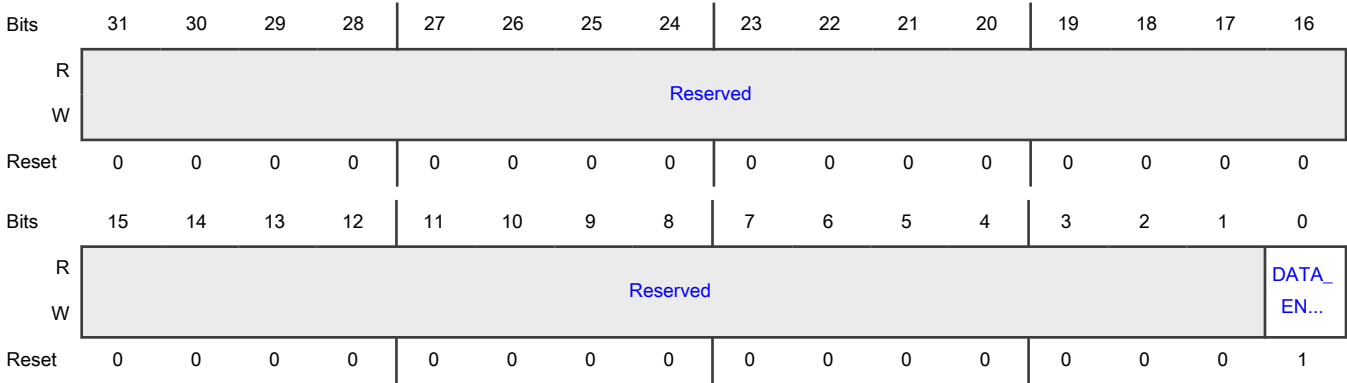 Bits 31 30 29 28 27 26 25 24 23 22 21 20 19 18 17 16
R
Reserved
W
Reset 0 0 0 0 0 0 0 0 0 0 0 0 0 0 0 0
Bits 15 14 13 12 11 10 9 8 7 6 5 4 3 2 1 0
R
Reserved
DATA_
EN...
W
Reset 0 0 0 0 0 0 0 0 0 0 0 0 0 0 0 1